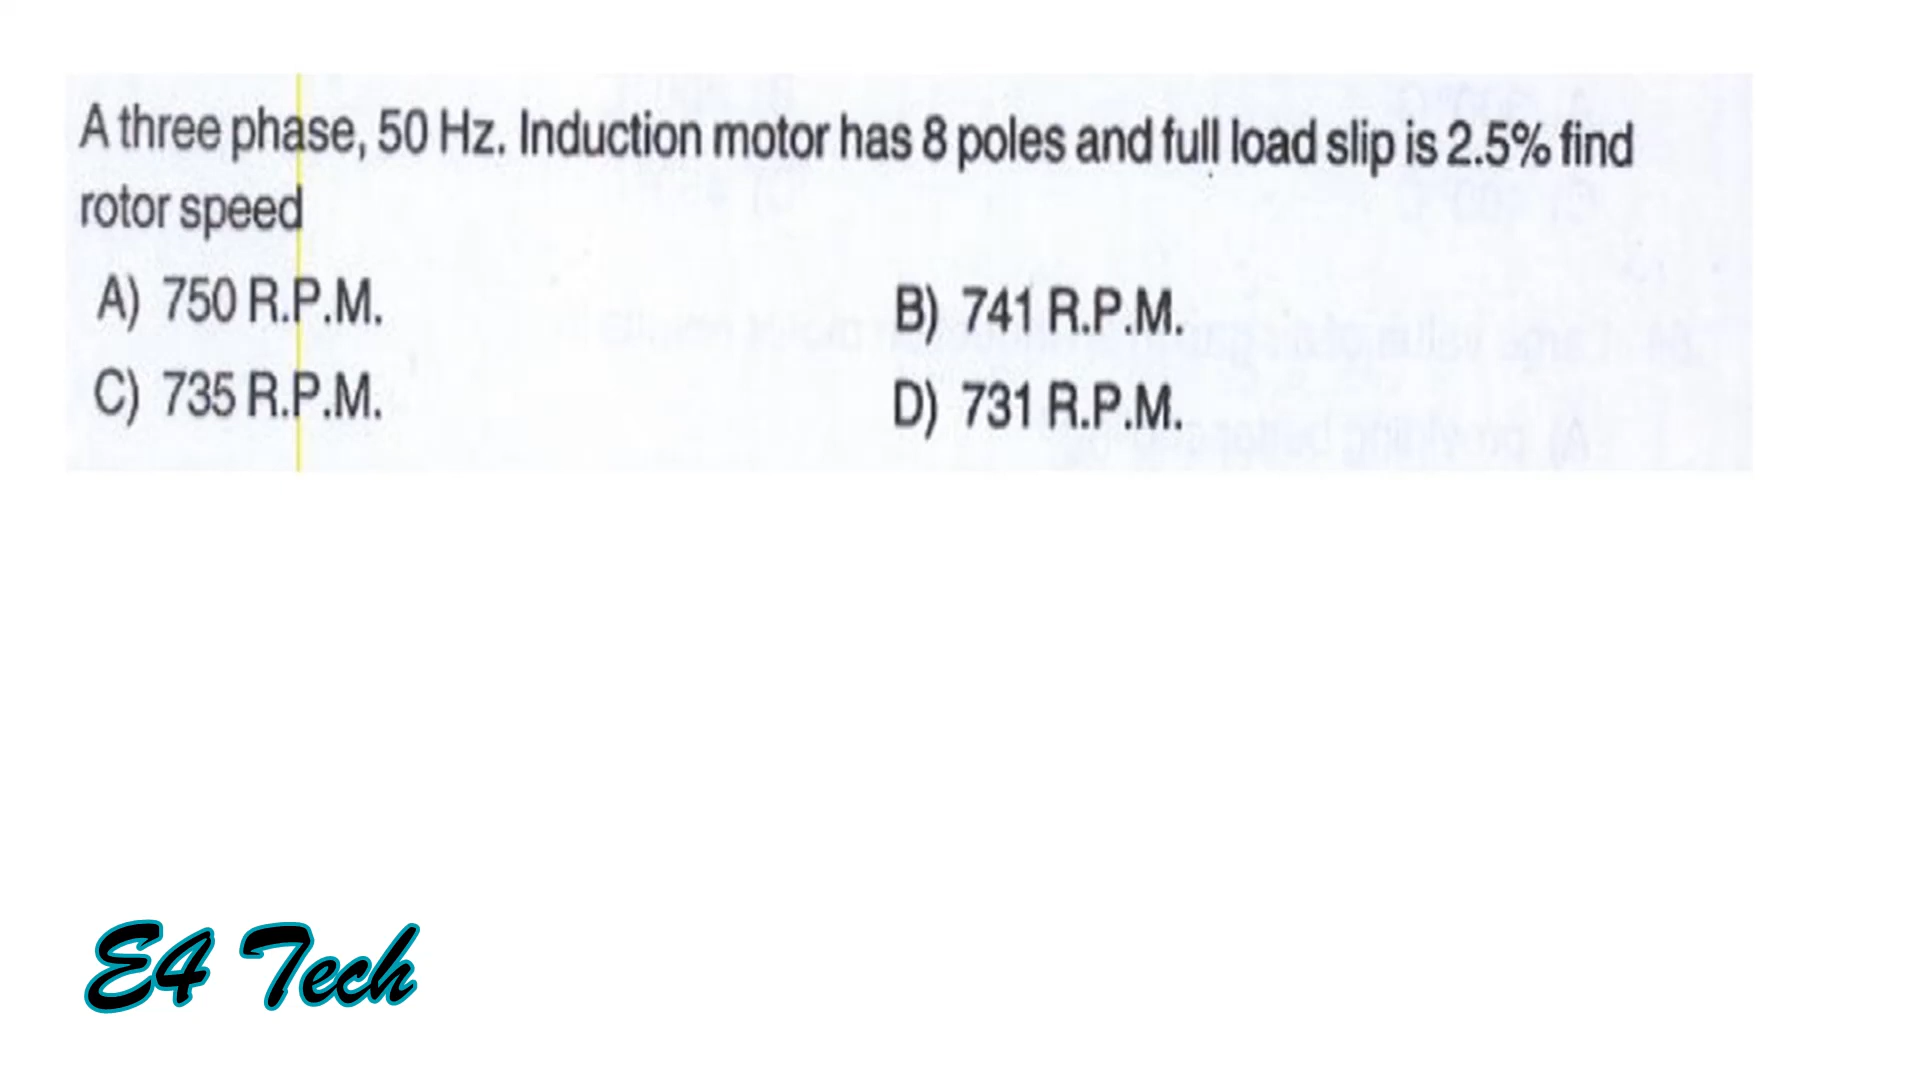 A three phase, 50 Hz. Induction motor has 8 poles and full load slip is 2.5% find
rotor speed
A) 750 R.P.M.
B) 741 R.P.M.
C) 735 R.P.M.
D) 731 R.P.M.
E4 Tech